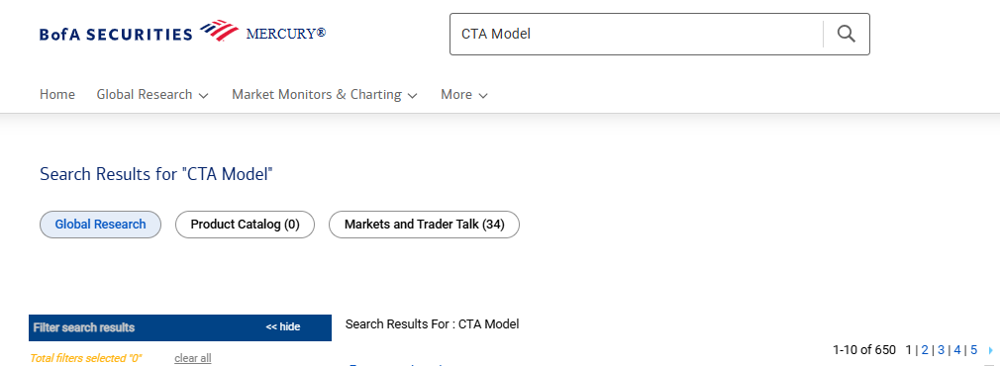 BofA SECURITIES MERCURY®
CTA Model
Home Global Research Market Monitors & Charting More
Search Results for "CTA Model"
Global Research Product Catalog (0) Markets and Trader Talk (34)
Filter search results << hide
Search Results For : CTA Model
Total filters selected "0" clear all
1-10 of 650 1 | 2 | 3 | 4 | 5